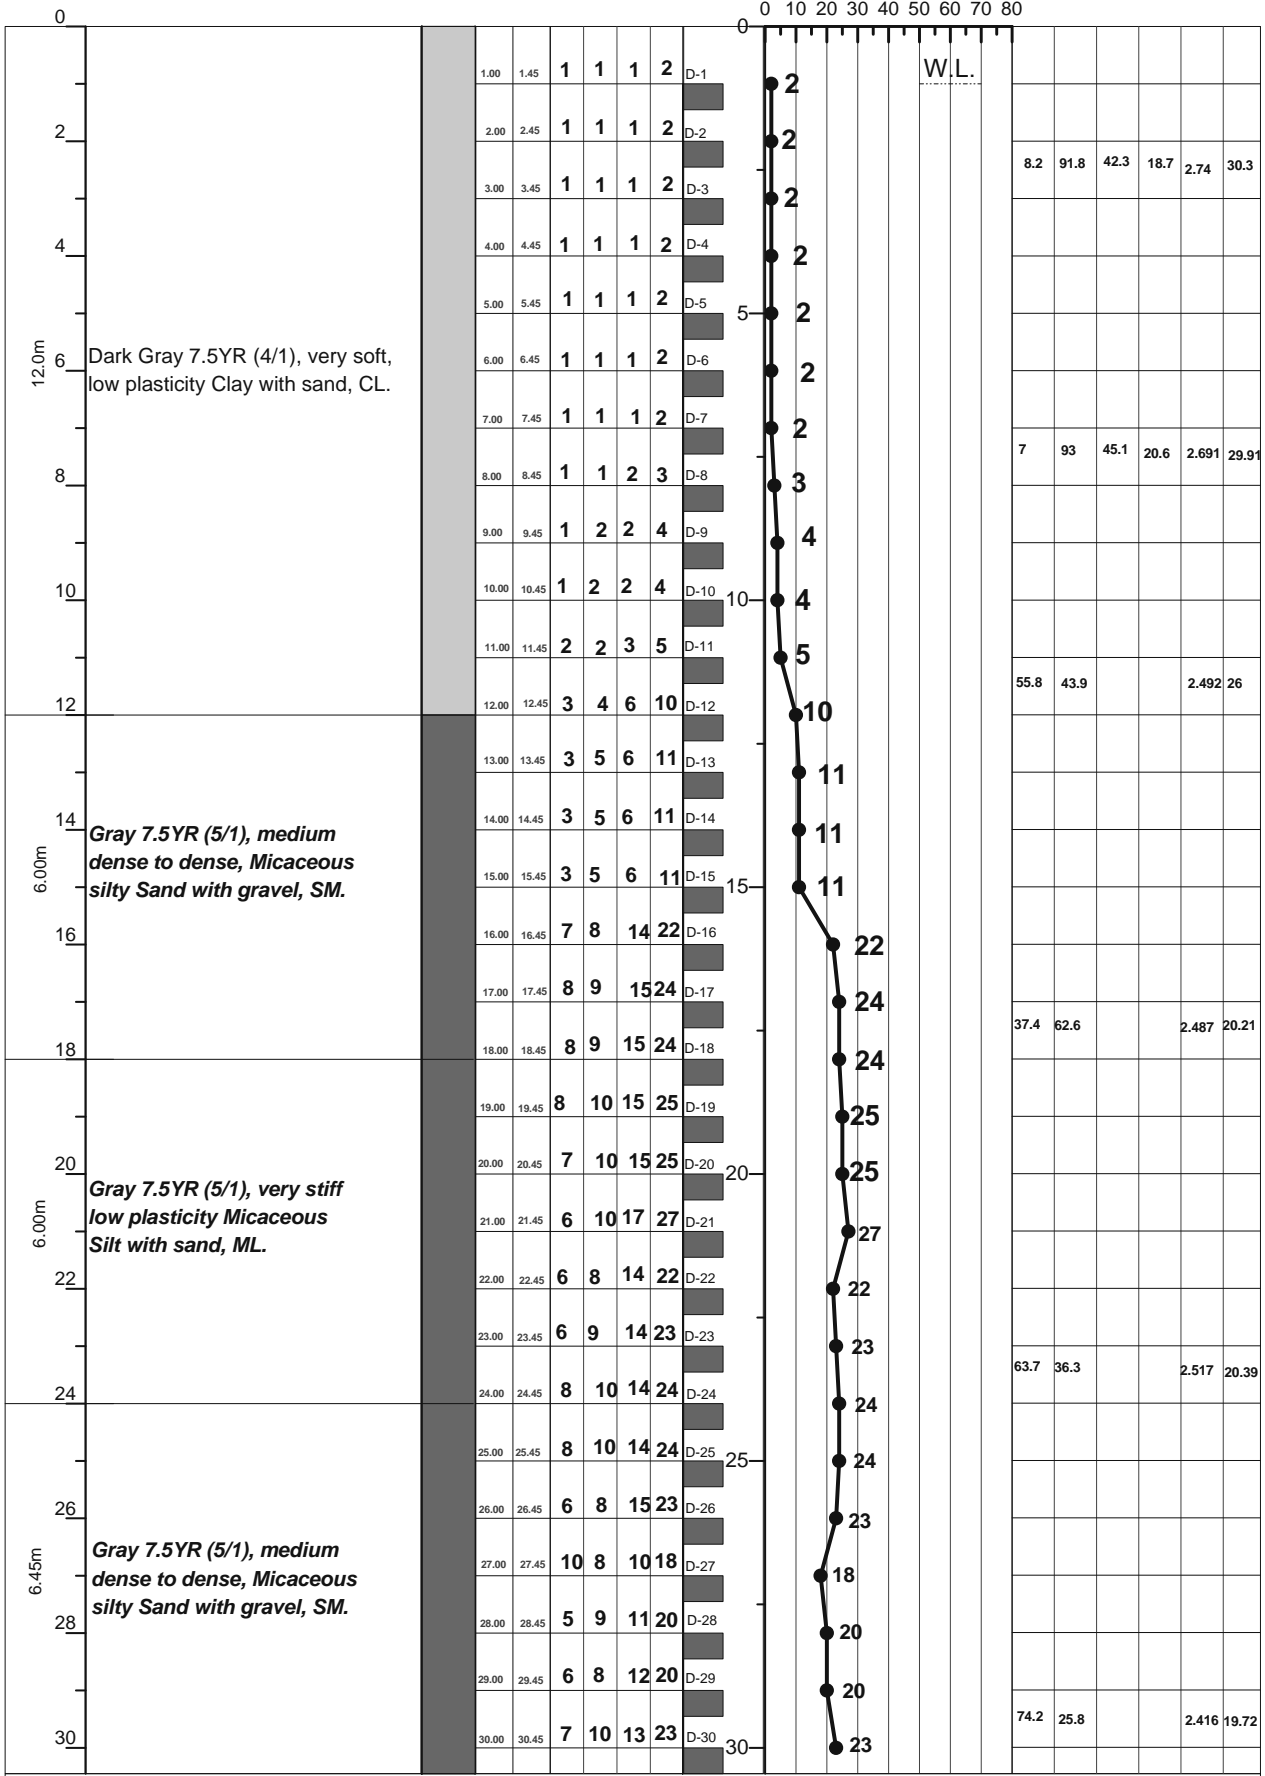 0 0 0 10 20 30 40 50 60 70 80
W.L.
1.00 1.45 1 1 1 2 D-1
2
2 2.00 2.45 1 1 1 2 D-2
2
8.2 91.8 42.3 18.7 2.74 30.3
3.00 3.45 1 1 1 2 D-3
2
4 4.00 4.45 1 1 1 2 D-4
2
5.00 5.45 1 1 1 2 D-5
5 2
12.0m
Dark Gray 7.5YR (4/1), very soft,
low plasticity Clay with sand, CL.
6 6.00 6.45 1 1 1 2 D-6
2
7.00 7.45 1 1 1 2 D-7
2
7 93 45.1 20.6 2.691 29.91
8 8.00 8.45 1 1 2 3 D-8
3
9.00 9.45 1 2 2 4 D-9
4
10 10.00 10.45 1 2 2 4 D-10
10 4
11.00 11.45 2 2 3 5 D-11
5
55.8 43.9 2.492 26
12 12.00 12.45 3 4 6 10 D-12
10
13.00 13.45 3 5 6 11 D-13
11
14 14.00 14.45 3 5 6 11 D-14
11
6.00m
Gray 7.5YR (5/1), medium
dense to dense, Micaceous
silty Sand with gravel, SM.
15.00 15.45 3 5 6 11 D-15
15 11
16 16.00 16.45 7 8 14 22 D-16
22
17.00 17.45 8 9 15 24 D-17
24
37.4 62.6 2.487 20.21
18 18.00 18.45 8 9 15 24 D-18
24
19.00 19.45 8 10 15 25 D-19
25
20 20.00 20.45 7 10 15 25 D-20
20 25
6.00m
Gray 7.5YR (5/1), very stiff
low plasticity Micaceous
Silt with sand, ML.
21.00 21.45 6 10 17 27 D-21
27
22 22.00 22.45 6 8 14 22 D-22
22
23.00 23.45 6 9 14 23 D-23
23
63.7 36.3 2.517 20.39
24 24.00 24.45 8 10 14 24 D-24
24
25.00 25.45 8 10 14 24 D-25
25 24
26 26.00 26.45 6 8 15 23 D-26
23
6.45m
Gray 7.5YR (5/1), medium
dense to dense, Micaceous
silty Sand with gravel, SM.
27.00 27.45 10 8 10 18 D-27
18
28 28.00 28.45 5 9 11 20 D-28
20
29.00 29.45 6 8 12 20 D-29
20
74.2 25.8 2.416 19.72
30 30.00 30.45 7 10 13 23 D-30
30 23